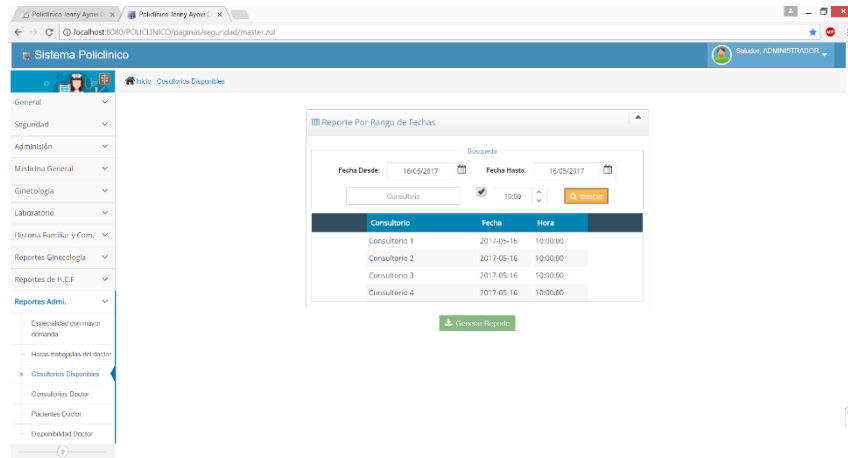 Policlinico Jenny Ayovi C
Policlinico Jenny Ayovi C
localhost:8080/POLICLINICO/paginas/seguridad/master.zul
Sistema Policlinico
Saludos, ADMINISTRADOR
Inicio Cosultorios Disponibles
General
Seguridad
Adminisión
Medicina General
Ginecología
Laboratorio
Historia Familiar y Com.
Reportes Ginecología
Reportes de H.C.F
Reportes Admi.
Especialidad con mayor
demanda
Horas trabajadas del doctor
Cosultorios Disponibles
Consultorios Doctor
Pacientes Doctor
Disponibilidad Doctor
Reporte Por Rango de Fechas
Búsqueda
Fecha Desde: 16/05/2017 Fecha Hasta: 16/05/2017
Consultorio 10:00 Buscar
Consultorio Fecha Hora
Consultorio 1 2017-05-16 10:00:00
Consultorio 2 2017-05-16 10:00:00
Consultorio 3 2017-05-16 10:00:00
Consultorio 4 2017-05-16 10:00:00
Generar Reporte